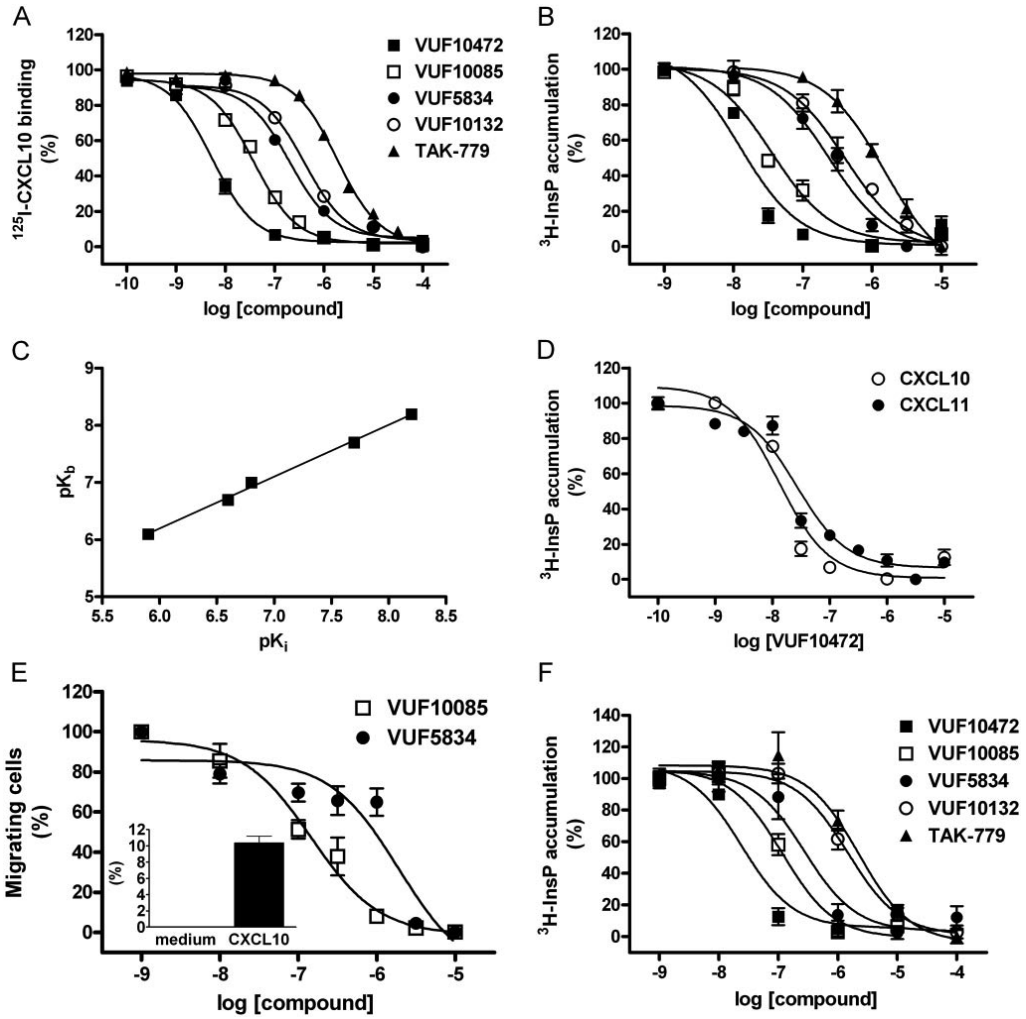 A
120
100
80
60
40
20
0
¹²⁵I-CXCL10 binding
(%)
-10 -9 -8 -7 -6 -5 -4
log [compound]
VUF10472
VUF10085
VUF5834
VUF10132
TAK-779
B
120
100
80
60
40
20
0
³H-InsP accumulation
(%)
-9 -8 -7 -6 -5
log [compound]
C
9
8
7
6
5
pK_b
5.5 6.0 6.5 7.0 7.5 8.0 8.5
pK_i
D
120
100
80
60
40
20
0
³H-InsP accumulation
(%)
-10 -9 -8 -7 -6 -5
log [VUF10472]
CXCL10
CXCL11
E
120
100
80
60
40
20
0
Migrating cells
(%)
-9 -8 -7 -6 -5
log [compound]
VUF10085
VUF5834
12
10
8
6
4
2
0
(%)
medium CXCL10
F
140
120
100
80
60
40
20
0
³H-InsP accumulation
(%)
-9 -8 -7 -6 -5 -4
log [compound]
VUF10472
VUF10085
VUF5834
VUF10132
TAK-779